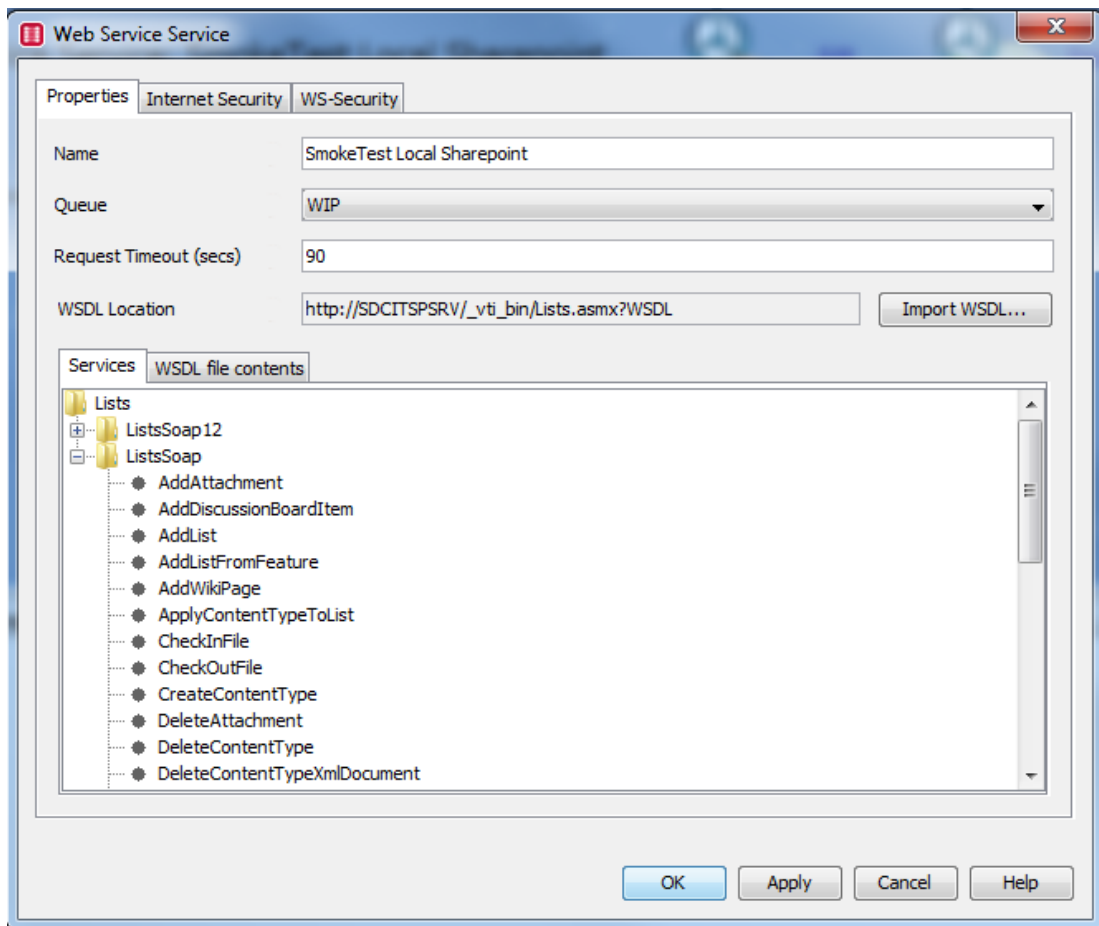 Web Service Service
Properties Internet Security WS-Security
Name SmokeTest Local Sharepoint
Queue WIP
Request Timeout (secs) 90
WSDL Location http://SDCITSPSRV/_vti_bin/Lists.asmx?WSDL Import WSDL...
Services WSDL file contents
Lists
ListsSoap12
ListsSoap
AddAttachment
AddDiscussionBoardItem
AddList
AddListFromFeature
AddWikiPage
ApplyContentTypeToList
CheckInFile
CheckOutFile
CreateContentType
DeleteAttachment
DeleteContentType
DeleteContentTypeXmlDocument
OK Apply Cancel Help